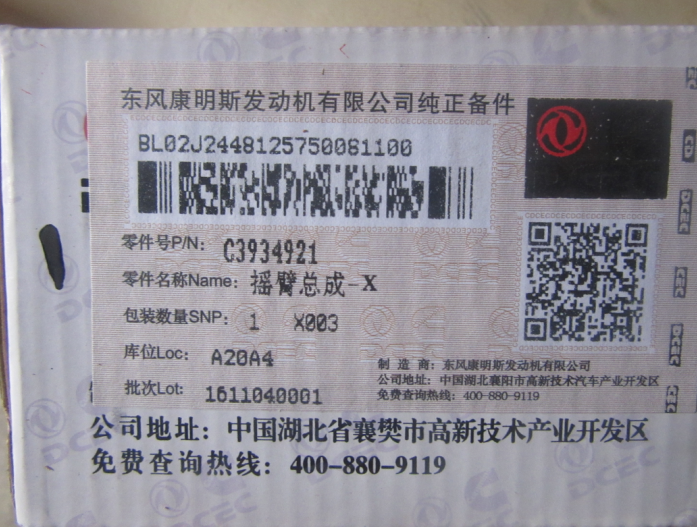 东风康明斯发动机有限公司纯正备件
BL02J2448125750081100
零件号P/N: C3934921
零件名称Name: 摇臂总成-X
包装数量SNP: 1 X003
库位Loc: A20A4
批次Lot: 1611040001
制 造 商: 东风康明斯发动机有限公司
公司地址: 中国湖北襄阳市高新技术汽车产业开发区
免费查询热线: 400-880-9119
公司地址: 中国湖北省襄樊市高新技术产业开发区
免费查询热线: 400-880-9119
DCEC